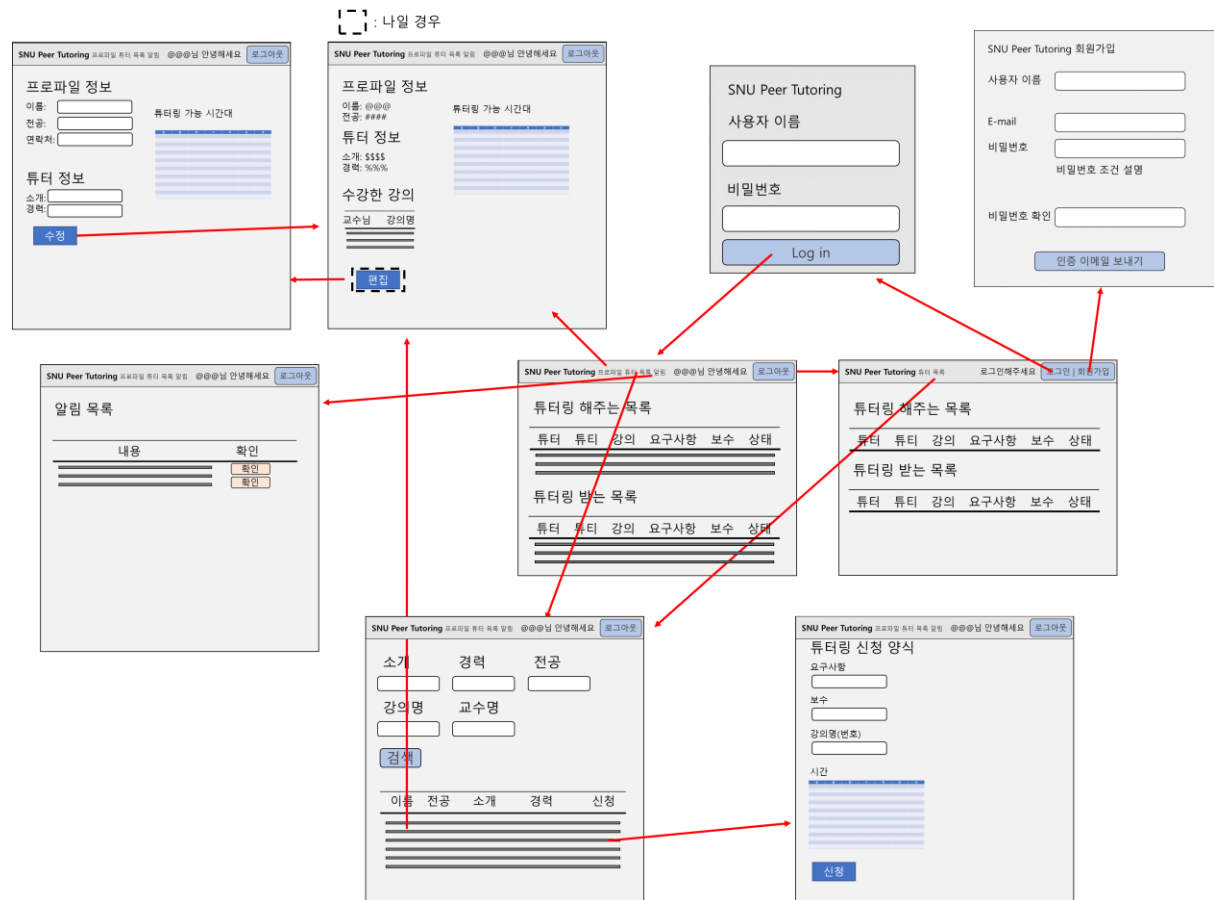 : 나일 경우
SNU Peer Tutoring 프로파일 튜터 목록 알림 @@@님 안녕해세요 로그아웃
프로파일 정보
이름:
전공:
연락처:
튜터링 가능 시간대
튜터 정보
소개:
경력:
수정
SNU Peer Tutoring 프로파일 튜터 목록 알림 @@@님 안녕해세요 로그아웃
프로파일 정보
이름: @@@
전공: ####
튜터링 가능 시간대
튜터 정보
소개: $$$$
경력: %%%
수강한 강의
교수님 강의명
편집
SNU Peer Tutoring
사용자 이름
비밀번호
Log in
SNU Peer Tutoring 회원가입
사용자 이름
E-mail
비밀번호
비밀번호 조건 설명
비밀번호 확인
인증 이메일 보내기
SNU Peer Tutoring 프로파일 튜터 목록 알림 @@@님 안녕해세요 로그아웃
알림 목록
내용 확인
확인
확인
SNU Peer Tutoring 프로파일 튜터 목록 알림 @@@님 안녕해세요 로그아웃
튜터링 해주는 목록
튜터 튜티 강의 요구사항 보수 상태
튜터링 받는 목록
튜터 튜티 강의 요구사항 보수 상태
SNU Peer Tutoring 튜터 목록 로그인해주세요 로그인 | 회원가입
튜터링 해주는 목록
튜터 튜티 강의 요구사항 보수 상태
튜터링 받는 목록
튜터 튜티 강의 요구사항 보수 상태
SNU Peer Tutoring 프로파일 튜터 목록 알림 @@@님 안녕해세요 로그아웃
소개 경력 전공
강의명 교수명
검색
이름 전공 소개 경력 신청
SNU Peer Tutoring 프로파일 튜터 목록 알림 @@@님 안녕해세요 로그아웃
튜터링 신청 양식
요구사항
보수
강의명(번호)
시간
신청